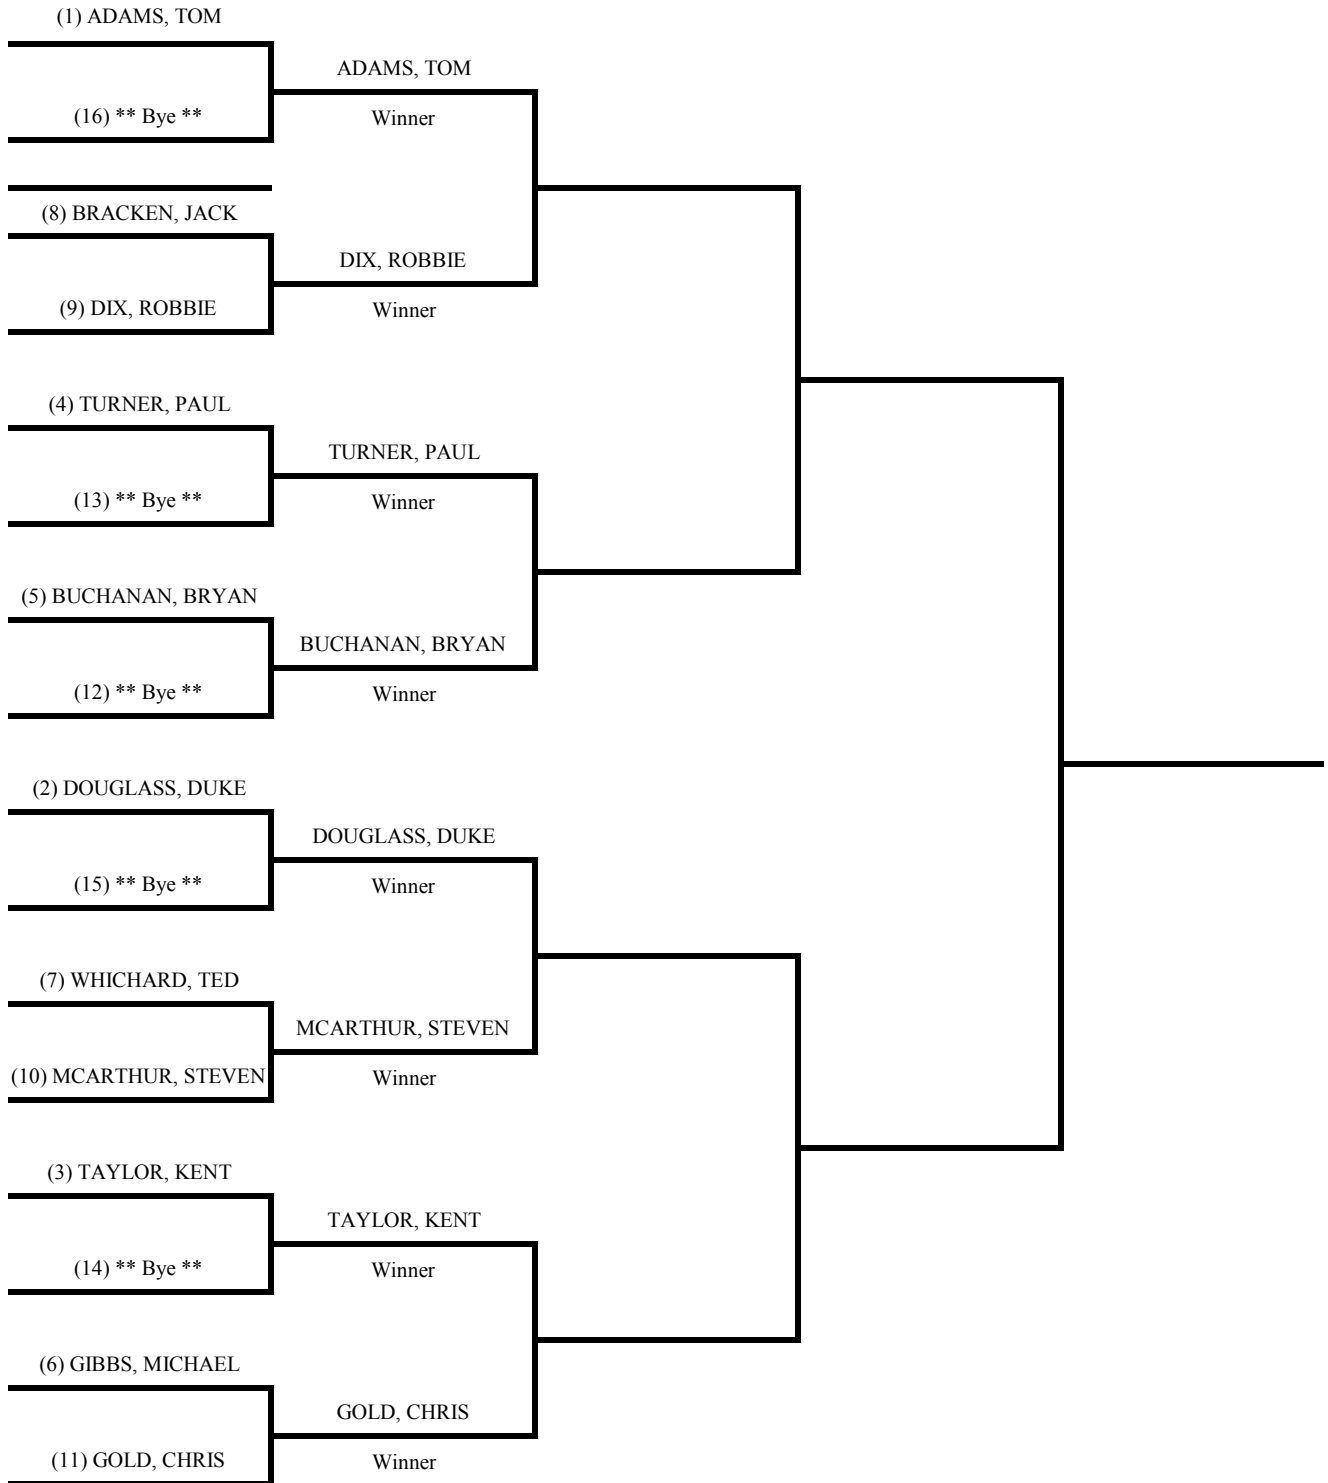 (1) ADAMS, TOM
ADAMS, TOM
(16) ** Bye **
Winner
(8) BRACKEN, JACK
DIX, ROBBIE
(9) DIX, ROBBIE
Winner
(4) TURNER, PAUL
TURNER, PAUL
(13) ** Bye **
Winner
(5) BUCHANAN, BRYAN
BUCHANAN, BRYAN
(12) ** Bye **
Winner
(2) DOUGLASS, DUKE
DOUGLASS, DUKE
(15) ** Bye **
Winner
(7) WHICHARD, TED
MCARTHUR, STEVEN
(10) MCARTHUR, STEVEN
Winner
(3) TAYLOR, KENT
TAYLOR, KENT
(14) ** Bye **
Winner
(6) GIBBS, MICHAEL
GOLD, CHRIS
(11) GOLD, CHRIS
Winner